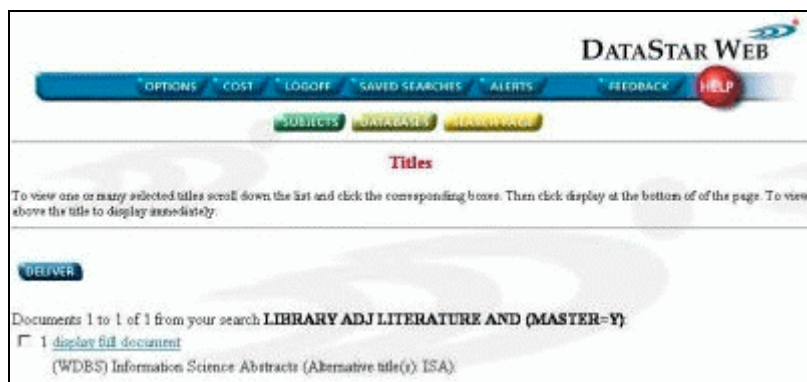 DATASTAR WEB
OPTIONS COST LOGOFF SAVED SEARCHES ALERTS FEEDBACK HELP
SUBJECTS DATABASES SEARCH PAGE
Titles
To view one or many selected titles scroll down the list and click the corresponding boxes. Then click display at the bottom of of the page. To view
above the title to display immediately.
DELIVER
Documents 1 to 1 of 1 from your search LIBRARY ADJ LITERATURE AND (MASTER=Y):
1 display full document
(WDBS) Information Science Abstracts (Alternative title(s): ISA).